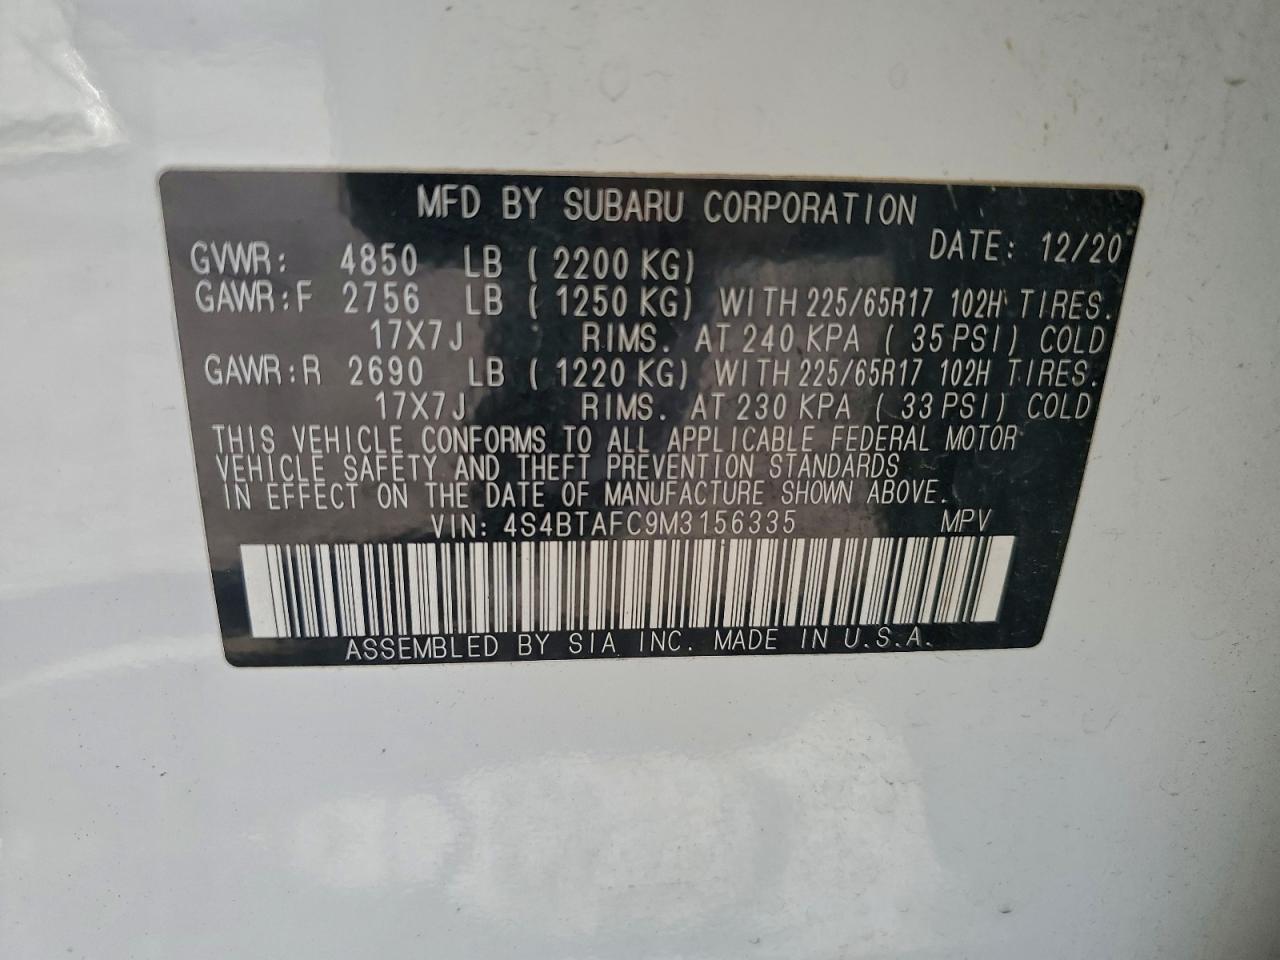 MFD BY SUBARU CORPORATION
DATE: 12/20
GVWR: 4850 LB (2200 KG)
GAWR:F 2756 LB (1250 KG) WITH 225/65R17 102H TIRES.
17X7J RIMS. AT 240 KPA (35 PSI) COLD
GAWR:R 2690 LB (1220 KG) WITH 225/65R17 102H TIRES.
17X7J RIMS. AT 230 KPA (33 PSI) COLD
THIS VEHICLE CONFORMS TO ALL APPLICABLE FEDERAL MOTOR
VEHICLE SAFETY AND THEFT PREVENTION STANDARDS
IN EFFECT ON THE DATE OF MANUFACTURE SHOWN ABOVE.
VIN: 4S4BTAFC9M3156335 MPV
ASSEMBLED BY SIA INC. MADE IN U.S.A.